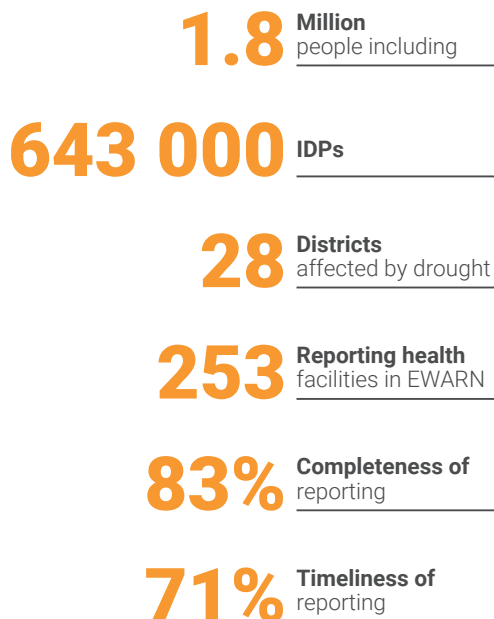 1.8 Million
people including
643 000 IDPs
28 Districts
affected by drought
253 Reporting health
facilities in EWARN
83% Completeness of
reporting
71% Timeliness of
reporting